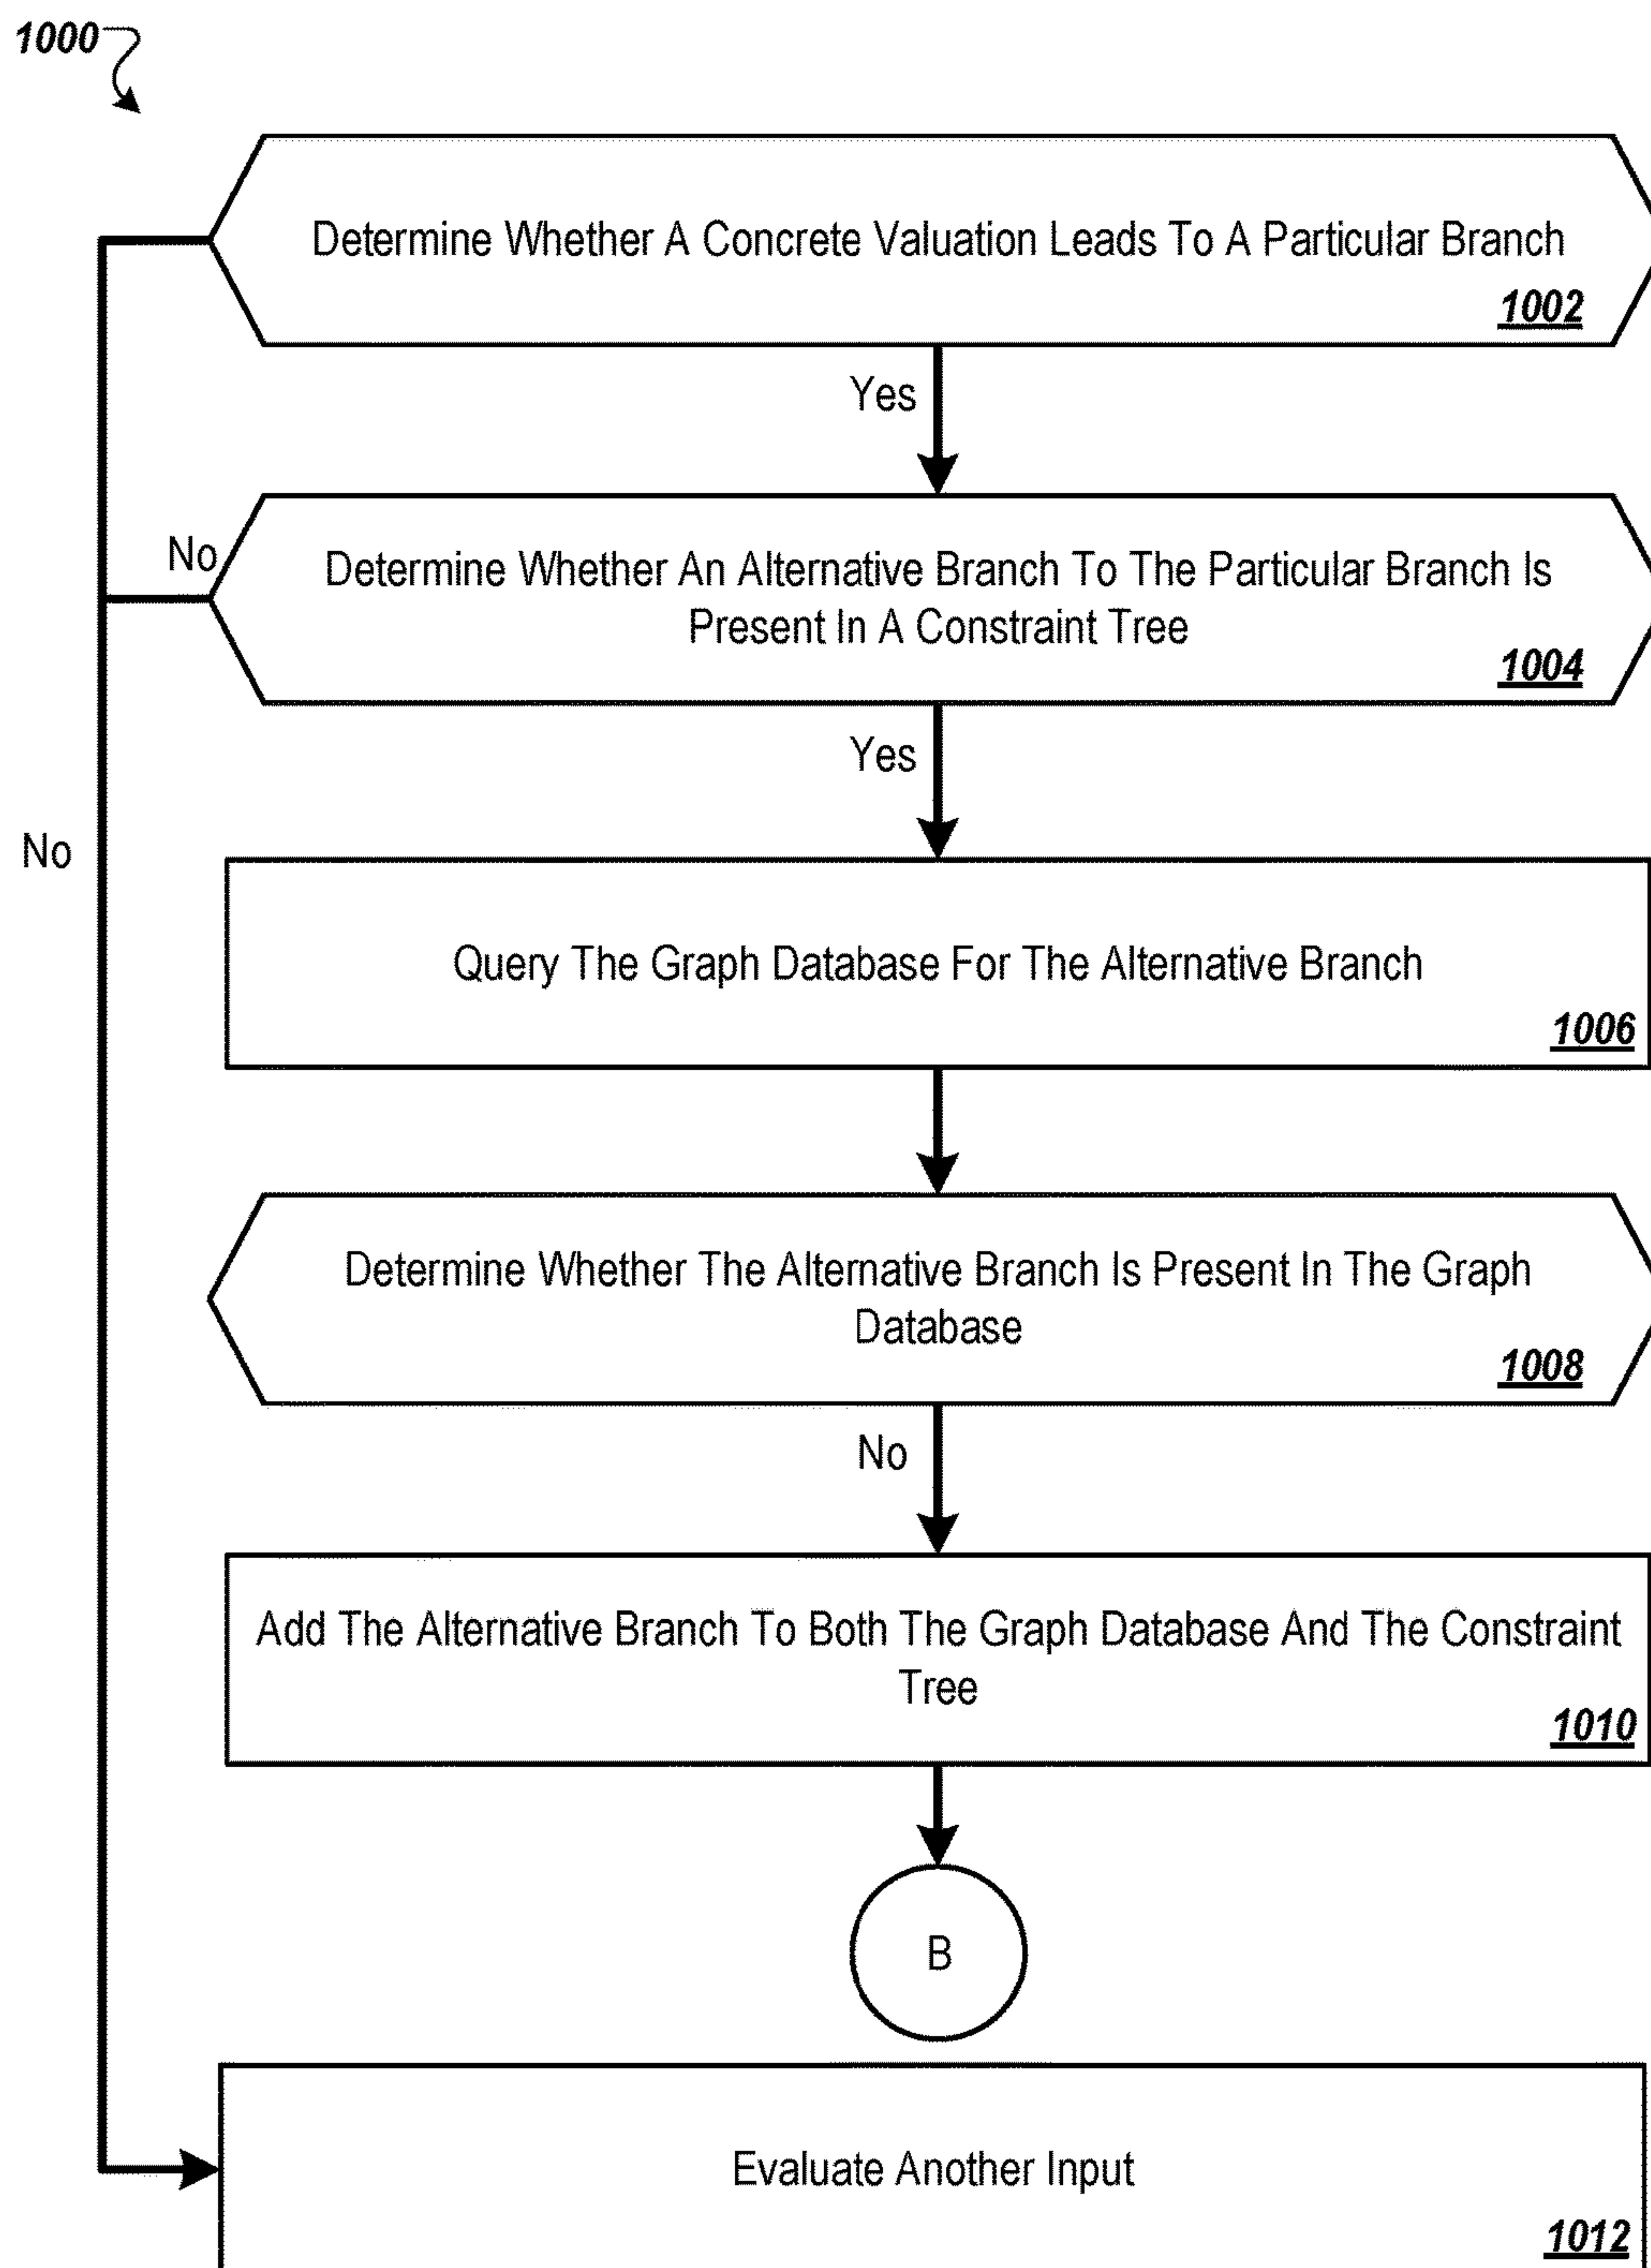 1000
Determine Whether A Concrete Valuation Leads To A Particular Branch
1002
Yes
No
Determine Whether An Alternative Branch To The Particular Branch Is
Present In A Constraint Tree
1004
Yes
No
Query The Graph Database For The Alternative Branch
1006
Determine Whether The Alternative Branch Is Present In The Graph
Database
1008
No
Add The Alternative Branch To Both The Graph Database And The Constraint
Tree
1010
B
Evaluate Another Input
1012